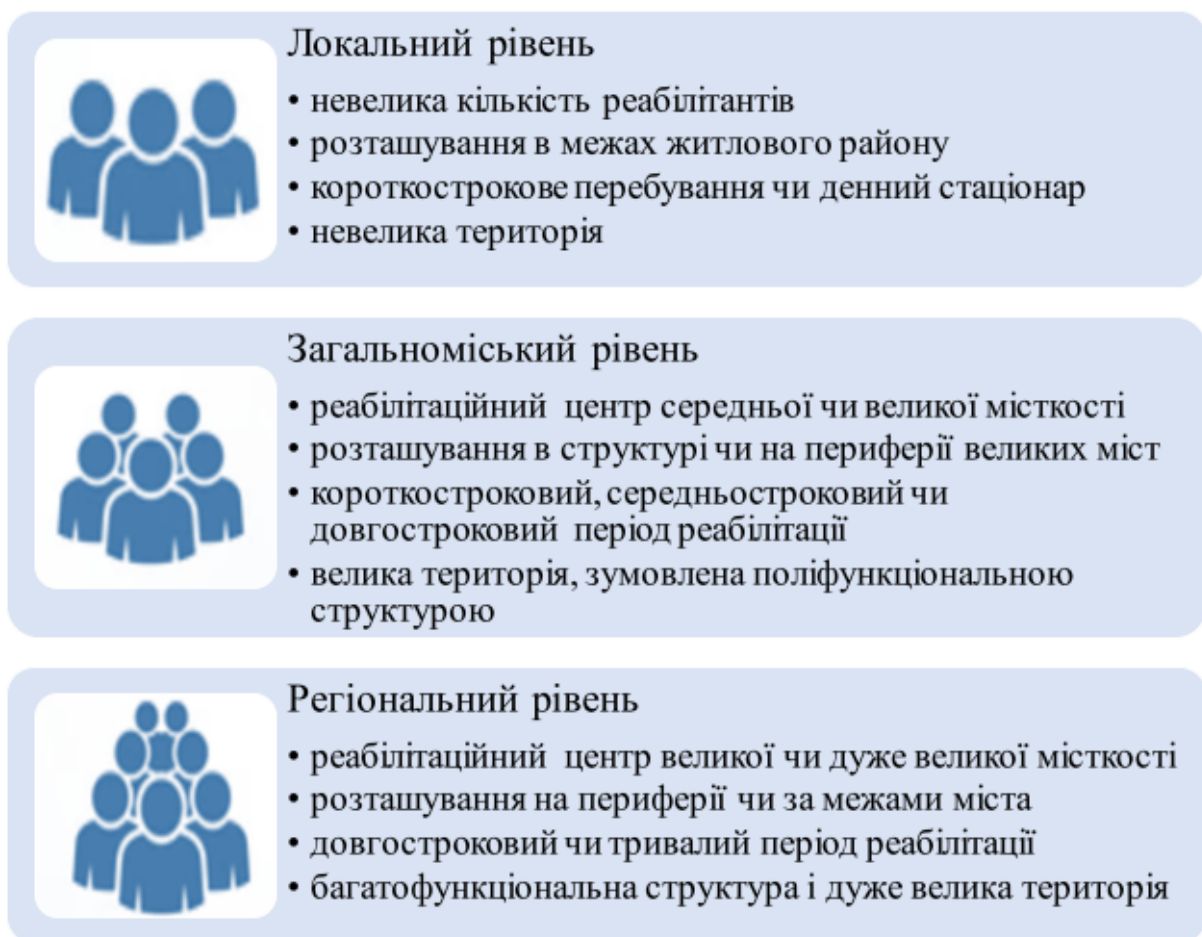 Локальний рівень
• невелика кількість реабілітантів
• розташування в межах житлового району
• короткострокове перебування чи денний стаціонар
• невелика територія
Загальноміський рівень
• реабілітаційний центр середньої чи великої місткості
• розташування в структурі чи на периферії великих міст
• короткостроковий, середньостроковий чи
довгостроковий період реабілітації
• велика територія, зумовлена поліфункціональною
структурою
Регіональний рівень
• реабілітаційний центр великої чи дуже великої місткості
• розташування на периферії чи за межами міста
• довгостроковий чи тривалий період реабілітації
• багатофункціональна структура і дуже велика територія